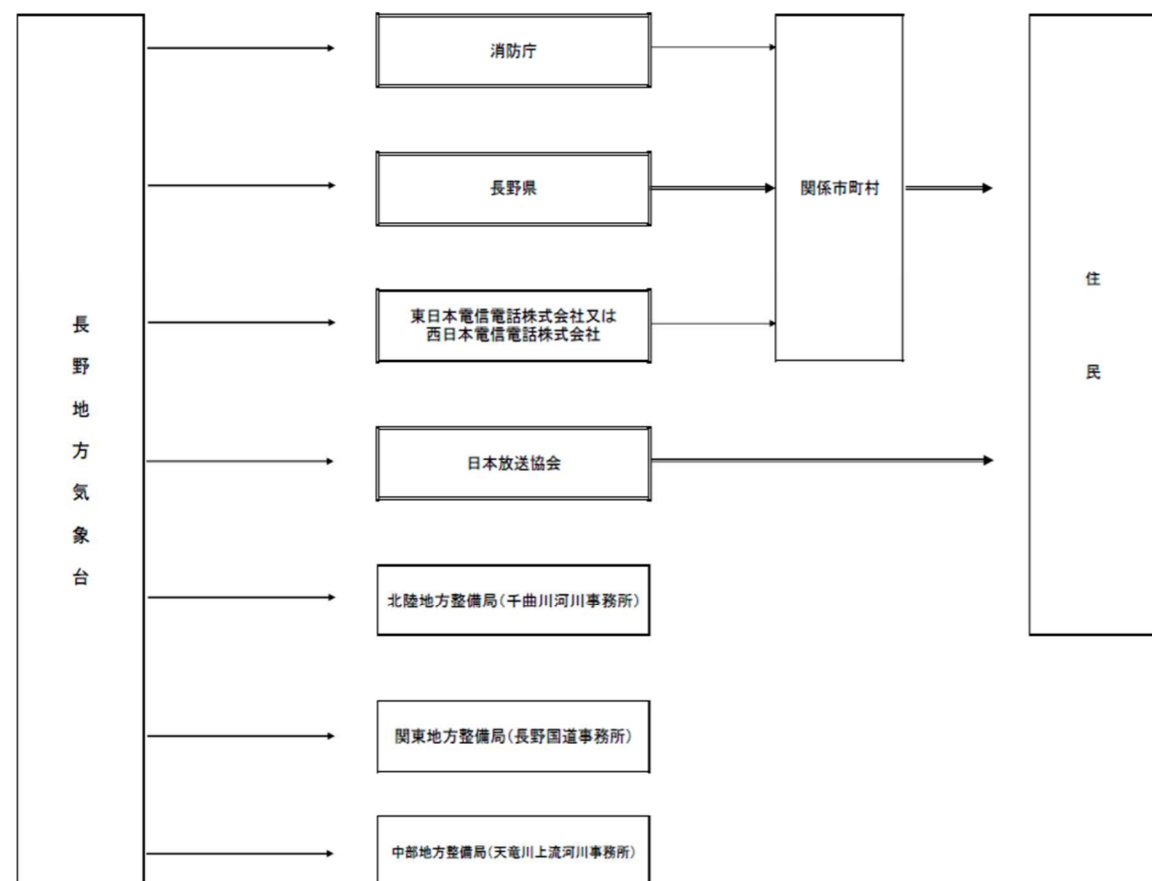 長野地方気象台
消防庁
長野県
東日本電信電話株式会社又は
西日本電信電話株式会社
日本放送協会
北陸地方整備局(千曲川河川事務所)
関東地方整備局(長野国道事務所)
中部地方整備局(天竜川上流河川事務所)
関係市町村
住民